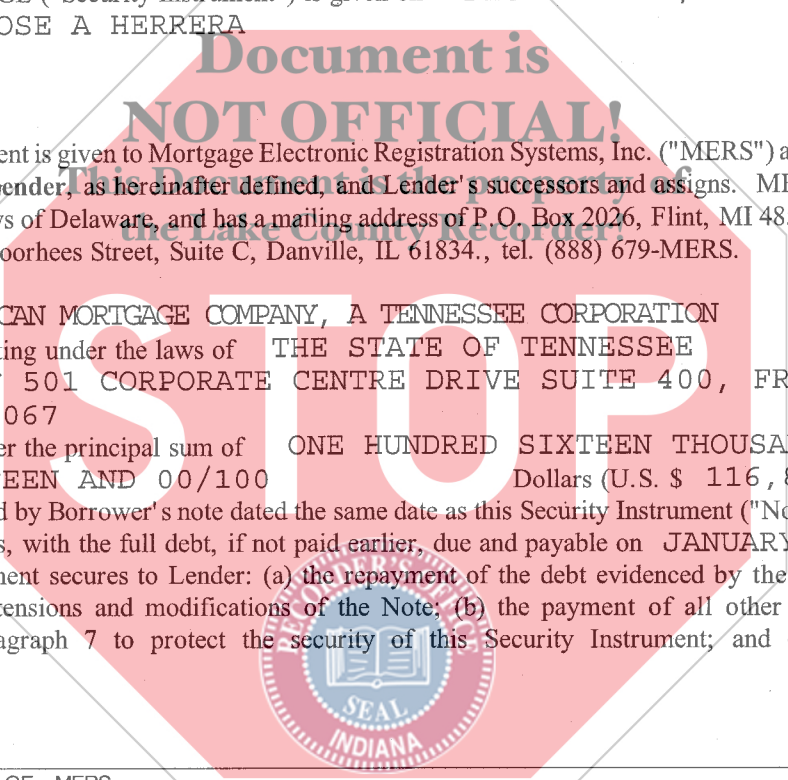 OSE A HERRERA
Document is
NOT OFFICIAL!
ent is given to Mortgage Electronic Registration Systems, Inc. ("MERS") a
ender, as hereinafter defined, and Lender's successors and assigns. ME
This Document is the property of
ws of Delaware, and has a mailing address of P.O. Box 2026, Flint, MI 48
the Lake County Recorder!
oorhees Street, Suite C, Danville, IL 61834., tel. (888) 679-MERS.
CAN MORTGAGE COMPANY, A TENNESSEE CORPORATION
ting under the laws of THE STATE OF TENNESSEE
501 CORPORATE CENTRE DRIVE SUITE 400, FR
067
STOP
er the principal sum of ONE HUNDRED SIXTEEN THOUSA
EEN AND 00/100 Dollars (U.S. $ 116,8
d by Borrower's note dated the same date as this Security Instrument ("No
s, with the full debt, if not paid earlier, due and payable on JANUARY
ment secures to Lender: (a) the repayment of the debt evidenced by the
tensions and modifications of the Note; (b) the payment of all other
agraph 7 to protect the security of this Security Instrument; and
RECORDER'S OFFICE
SEAL
INDIANA